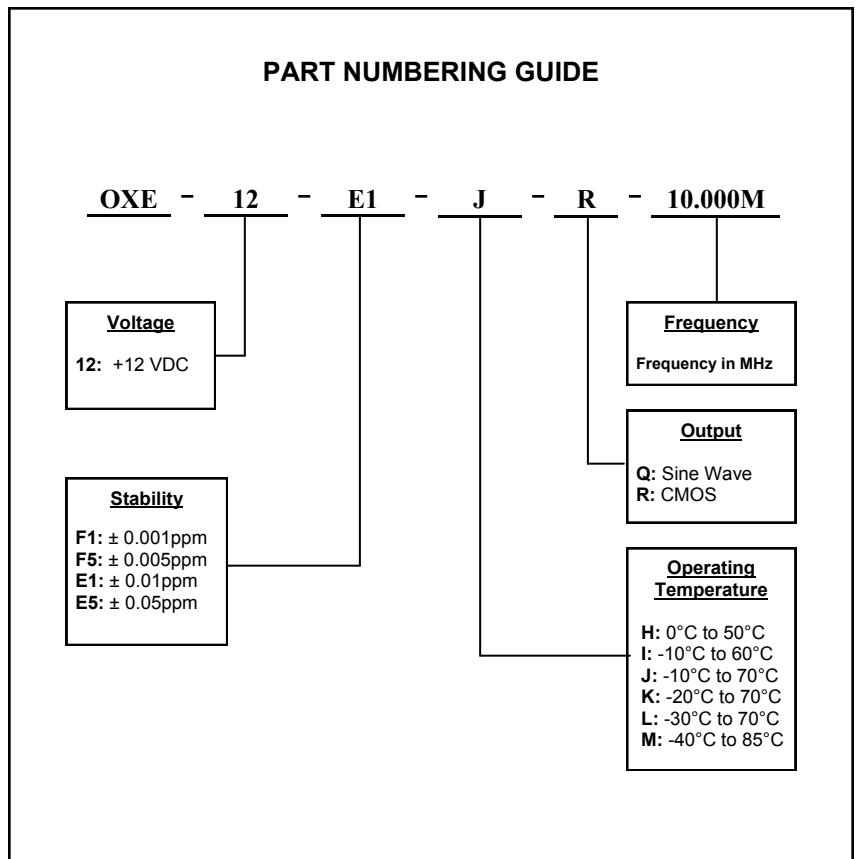 PART NUMBERING GUIDE
OXE - 12 - E1 - J - R - 10.000M
Voltage
12: +12 VDC
Stability
F1: ± 0.001ppm
F5: ± 0.005ppm
E1: ± 0.01ppm
E5: ± 0.05ppm
Frequency
Frequency in MHz
Output
Q: Sine Wave
R: CMOS
Operating
Temperature
H: 0°C to 50°C
I: -10°C to 60°C
J: -10°C to 70°C
K: -20°C to 70°C
L: -30°C to 70°C
M: -40°C to 85°C